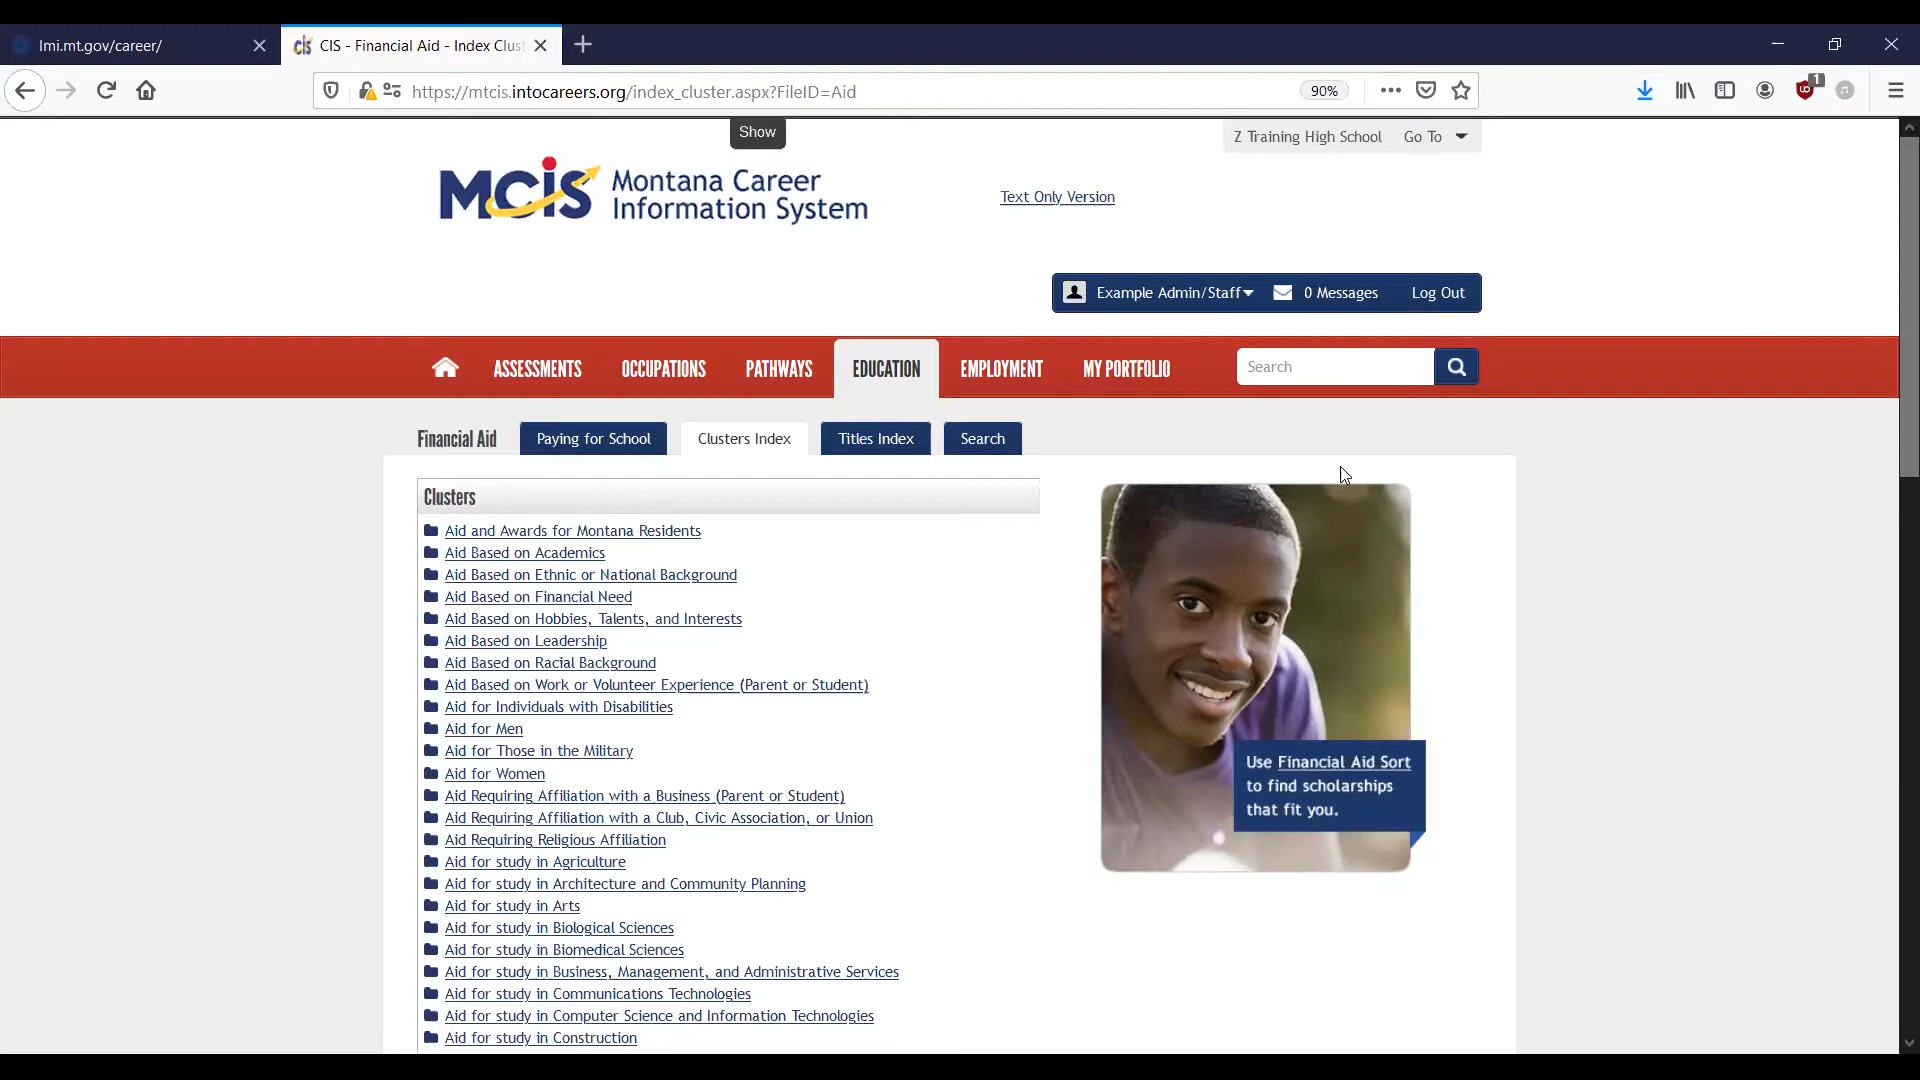 lmi.mt.gov/career/
CIS - Financial Aid - Index Clust
https://mtcis.intocareers.org/index_cluster.aspx?FileID=Aid
90%
1
Show
Z Training High School Go To
MCIS Montana Career
Information System
Text Only Version
Example Admin/Staff 0 Messages Log Out
ASSESSMENTS OCCUPATIONS PATHWAYS EDUCATION EMPLOYMENT MY PORTFOLIO Search
Financial Aid Paying for School Clusters Index Titles Index Search
Clusters
Aid and Awards for Montana Residents
Aid Based on Academics
Aid Based on Ethnic or National Background
Aid Based on Financial Need
Aid Based on Hobbies, Talents, and Interests
Aid Based on Leadership
Aid Based on Racial Background
Aid Based on Work or Volunteer Experience (Parent or Student)
Aid for Individuals with Disabilities
Aid for Men
Aid for Those in the Military
Aid for Women
Aid Requiring Affiliation with a Business (Parent or Student)
Aid Requiring Affiliation with a Club, Civic Association, or Union
Aid Requiring Religious Affiliation
Aid for study in Agriculture
Aid for study in Architecture and Community Planning
Aid for study in Arts
Aid for study in Biological Sciences
Aid for study in Biomedical Sciences
Aid for study in Business, Management, and Administrative Services
Aid for study in Communications Technologies
Aid for study in Computer Science and Information Technologies
Aid for study in Construction
Use Financial Aid Sort
to find scholarships
that fit you.